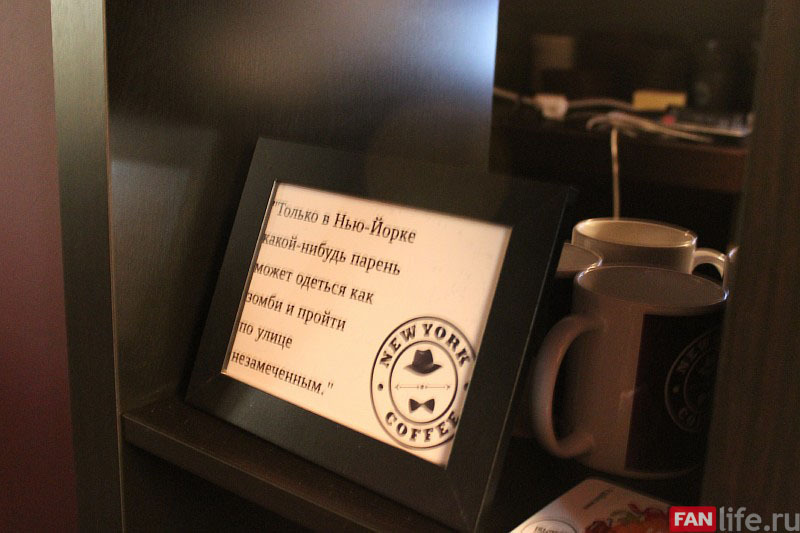 "Только в Нью-Йорке
какой-нибудь парень
может одеться как
зомби и пройти
по улице
незамеченным."
NEW YORK
COFFEE
NEW
FANlife.ru